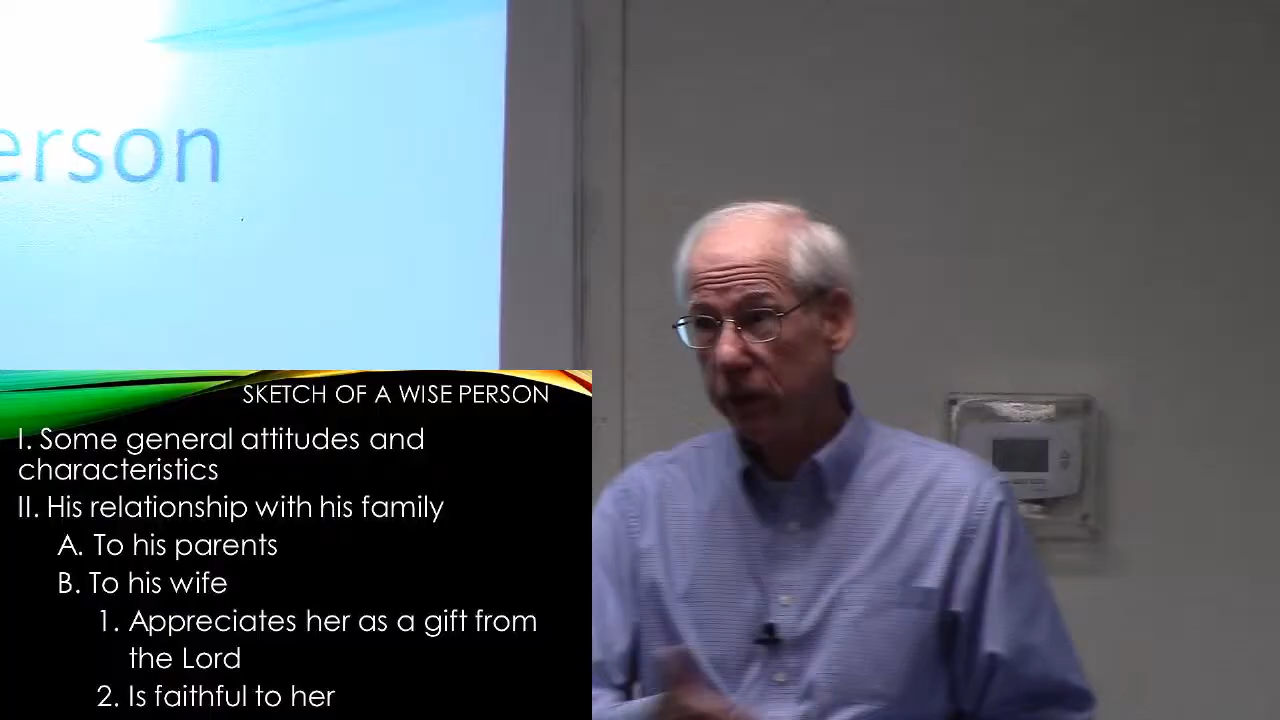 erson
SKETCH OF A WISE PERSON
I. Some general attitudes and
characteristics
II. His relationship with his family
A. To his parents
B. To his wife
1. Appreciates her as a gift from
the Lord
2. Is faithful to her